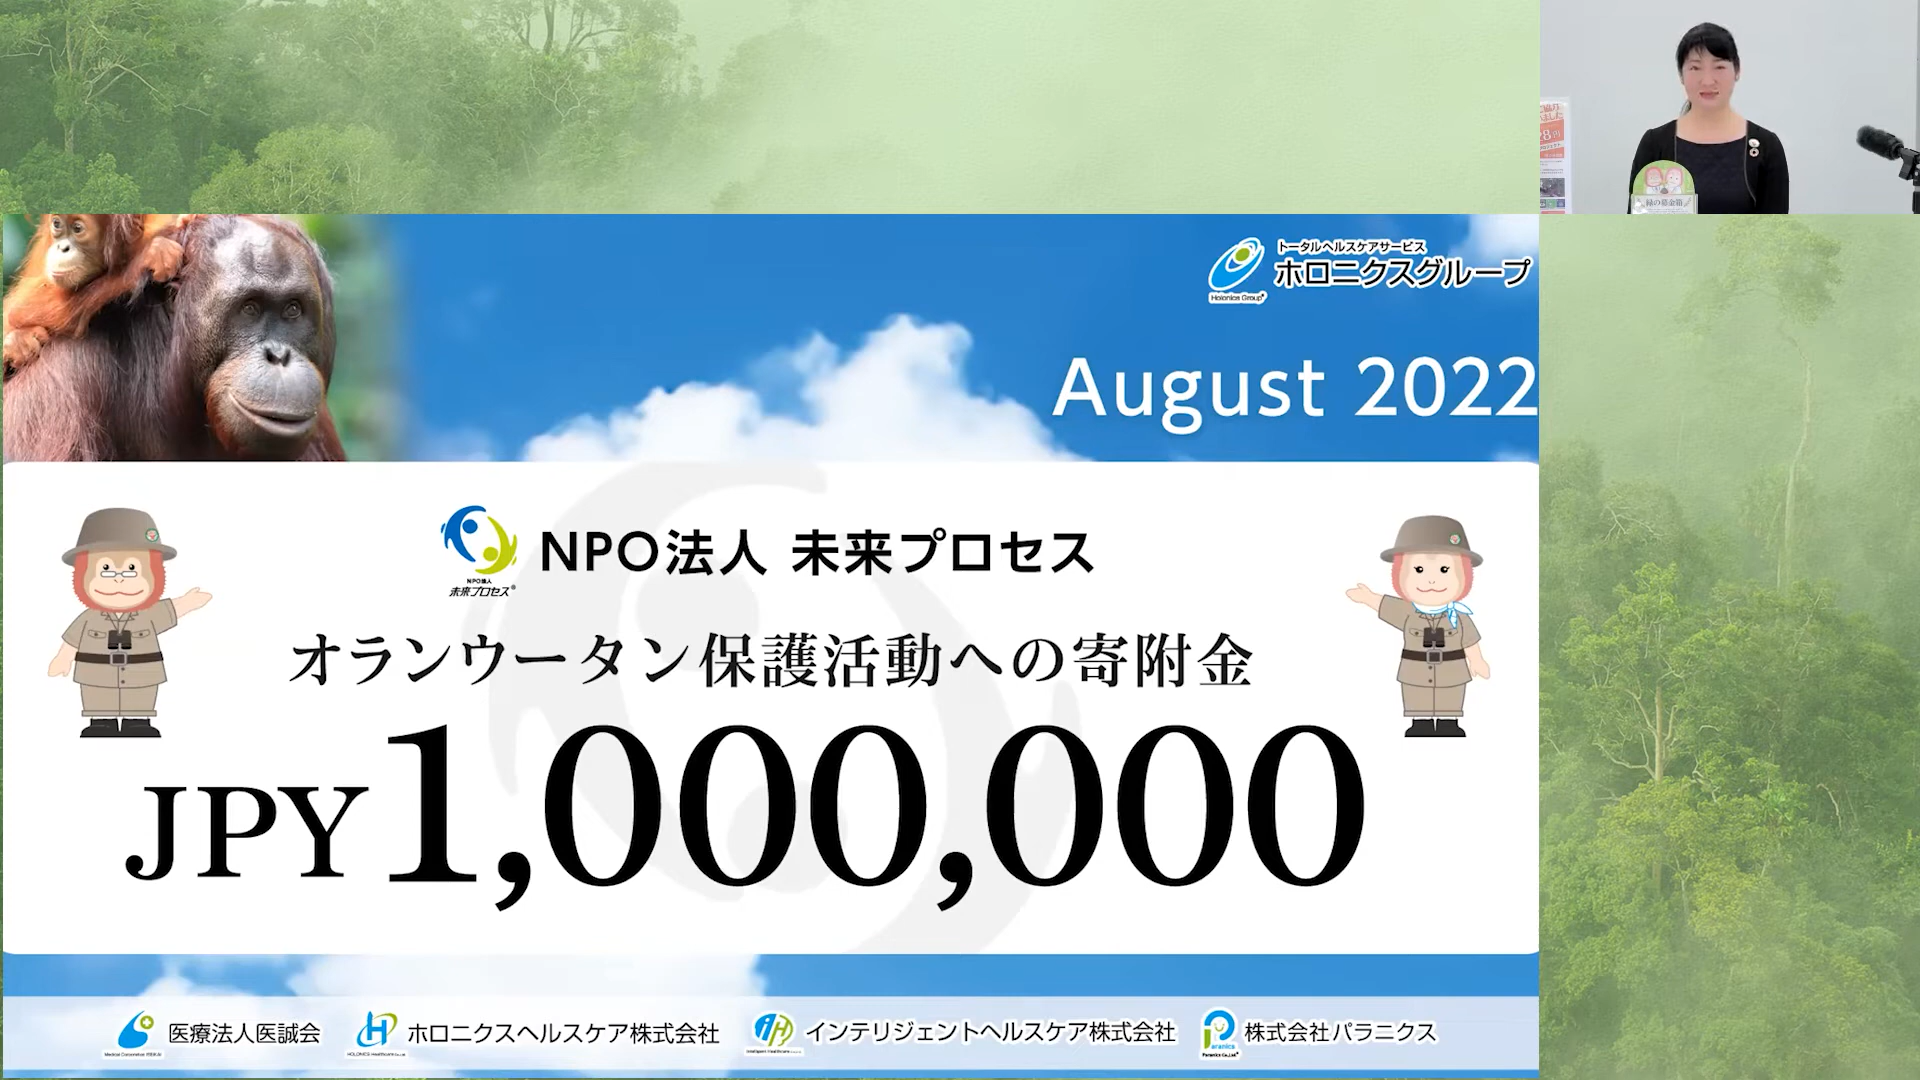 トータルヘルスケアサービス
ホロニクスグループ
Holonics Group
August 2022
NPO法人 未来プロセス
NPO法人
未来プロセス
オランウータン保護活動への寄附金
JPY1,000,000
医療法人医誠会
ホロニクスヘルスケア株式会社
インテリジェントヘルスケア株式会社
株式会社パラニクス
緑の募金箱